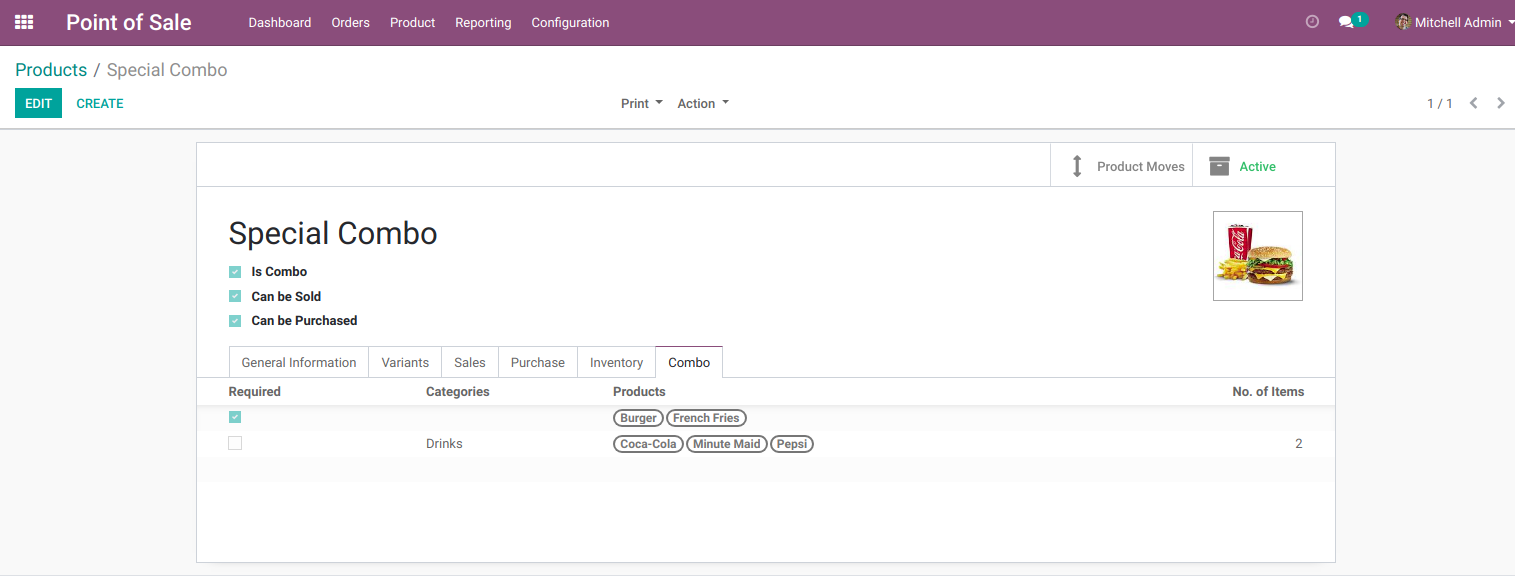 Point of Sale Dashboard Orders Product Reporting Configuration 1 Mitchell Admin
Products / Special Combo
EDIT CREATE Print Action 1 / 1
Product Moves Active
Special Combo
Is Combo
Can be Sold
Can be Purchased
Coca-Cola
General Information Variants Sales Purchase Inventory Combo
Required Categories Products No. of Items
Burger French Fries
Drinks Coca-Cola Minute Maid Pepsi 2